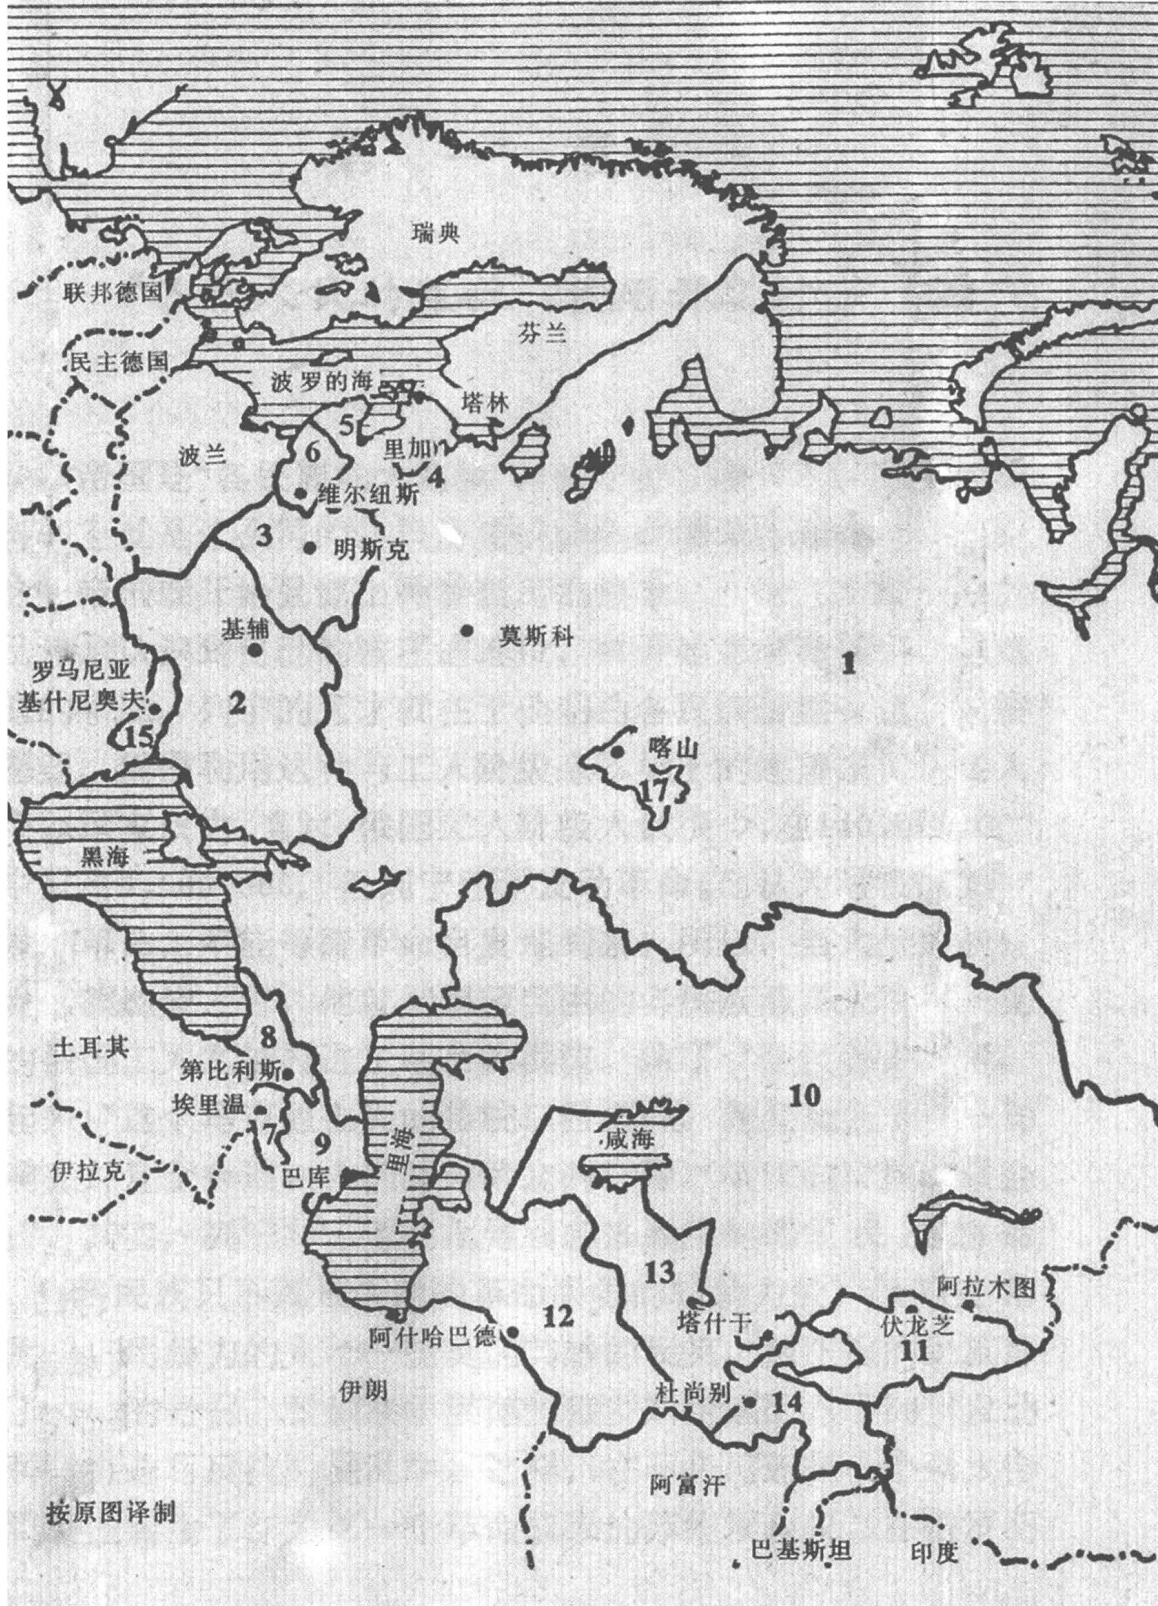 瑞典
联邦德国
芬兰
民主德国
波罗的海
塔林
5
波兰
6
里加
4
维尔纽斯
3
明斯克
基辅
莫斯科
1
罗马尼亚
基什尼奥夫
2
15
喀山
17
黑海
土耳其
8
第比利斯
埃里温
7
9
10
咸海
伊拉克
巴库
里海
13
阿拉木图
12
塔什干
伏龙芝
11
阿什哈巴德
伊朗
杜尚别
14
阿富汗
按原图译制
巴基斯坦
印度